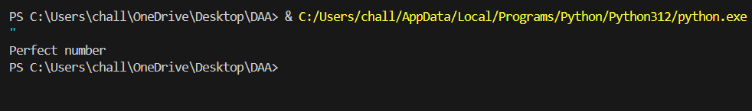 PS C:\Users\chall\OneDrive\Desktop\DAA> & C:/Users/chall/AppData/Local/Programs/Python/Python312/python.exe
"
Perfect number
PS C:\Users\chall\OneDrive\Desktop\DAA>